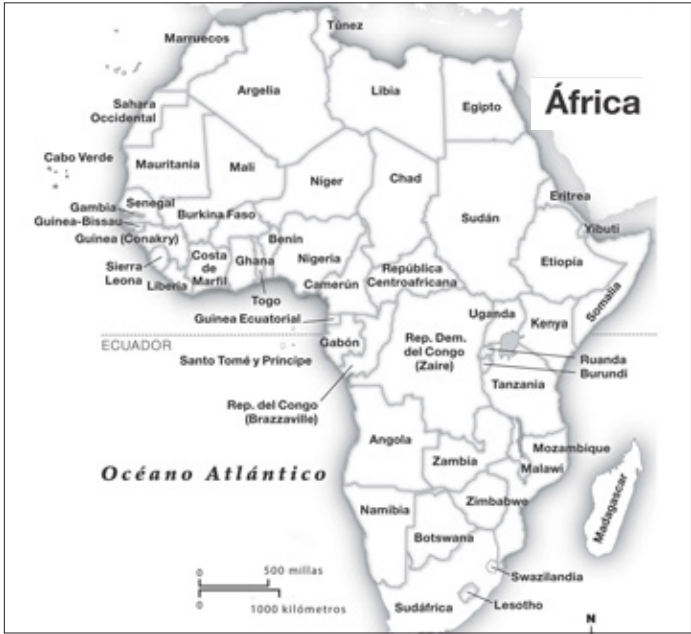 Túnez
Marruecos
África
Argelia
Libia
Egipto
Sahara
Occidental
Cabo Verde
Mauritania
Mali
Níger
Chad
Sudán
Eritrea
Yibuti
Gambia
Senegal
Guinea-Bissau
Burkina Faso
Guinea (Conakry)
Benín
Sierra
Leona
Liberia
Costa
de
Marfil
Ghana
Togo
Nigeria
Camerún
República
Centroafricana
Etiopía
Somalia
Guinea Ecuatorial
Uganda
Kenya
ECUADOR
Gabón
Santo Tomé y Príncipe
Rep. Dem.
del Congo
(Zaire)
Ruanda
Burundi
Tanzania
Rep. del Congo
(Brazzaville)
Océano Atlántico
Angola
Zambia
Mozambique
Malawi
Madagascar
Zimbabwe
Namibia
Botswana
Swazilandia
Lesotho
Sudáfrica
0
500 millas
0
1000 kilómetros
N